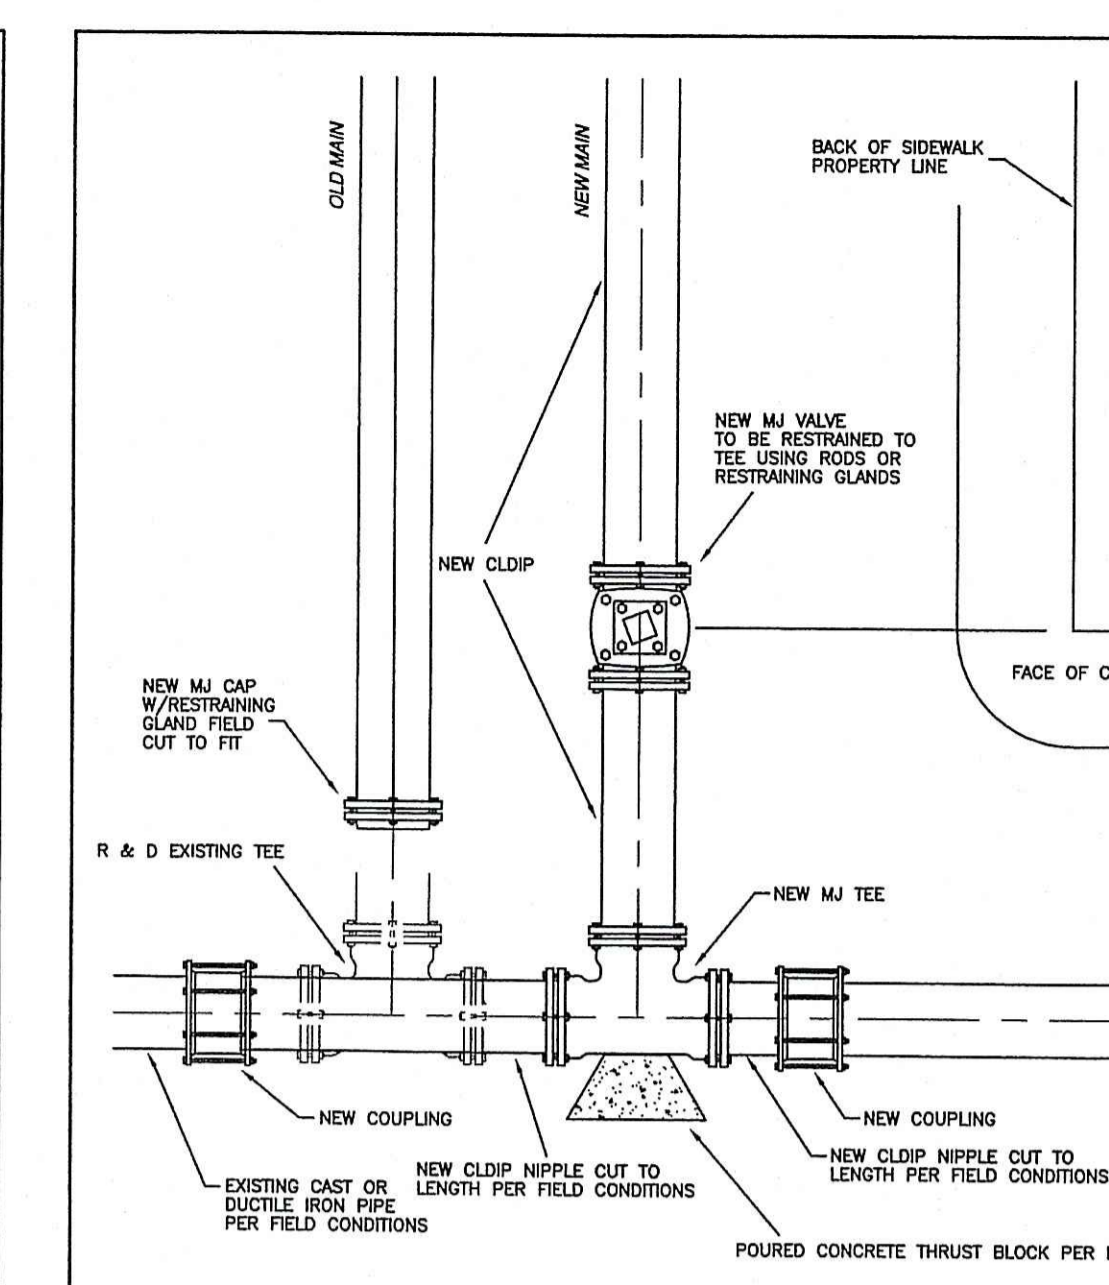 OLD MAIN
NEW MAIN
BACK OF SIDEWALK
PROPERTY LINE
NEW MJ VALVE
TO BE RESTRAINED TO
TEE USING RODS OR
RESTRAINING GLANDS
NEW CLDIP
FACE OF C
NEW MJ CAP
W/RESTRAINING
GLAND FIELD
CUT TO FIT
R & D EXISTING TEE
NEW MJ TEE
NEW COUPLING
NEW COUPLING
NEW CLDIP NIPPLE CUT TO
LENGTH PER FIELD CONDITIONS
NEW CLDIP NIPPLE CUT TO
LENGTH PER FIELD CONDITIONS
EXISTING CAST OR
DUCTILE IRON PIPE
PER FIELD CONDITIONS
POURED CONCRETE THRUST BLOCK PER